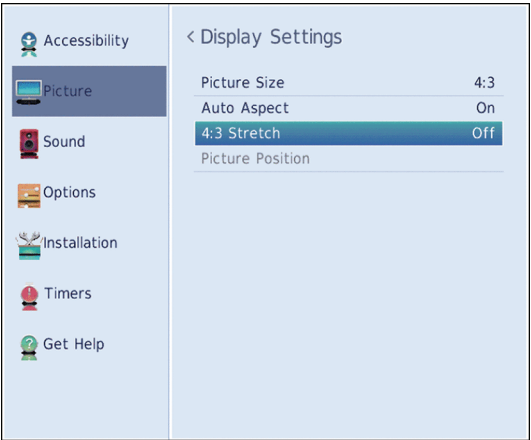 Accessibility
Picture
Sound
Options
Installation
Timers
Get Help
< Display Settings
Picture Size 4:3
Auto Aspect On
4:3 Stretch Off
Picture Position